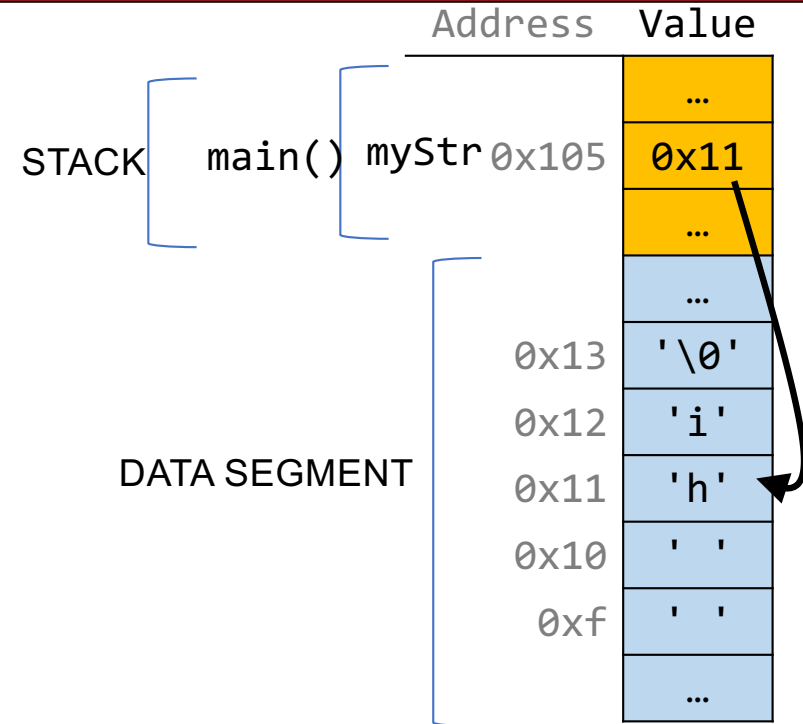 Address Value
…
STACK main() myStr 0x105 0x11
…
…
0x13 '\0'
0x12 'i'
DATA SEGMENT 0x11 'h'
0x10 ' '
0xf ' '
…